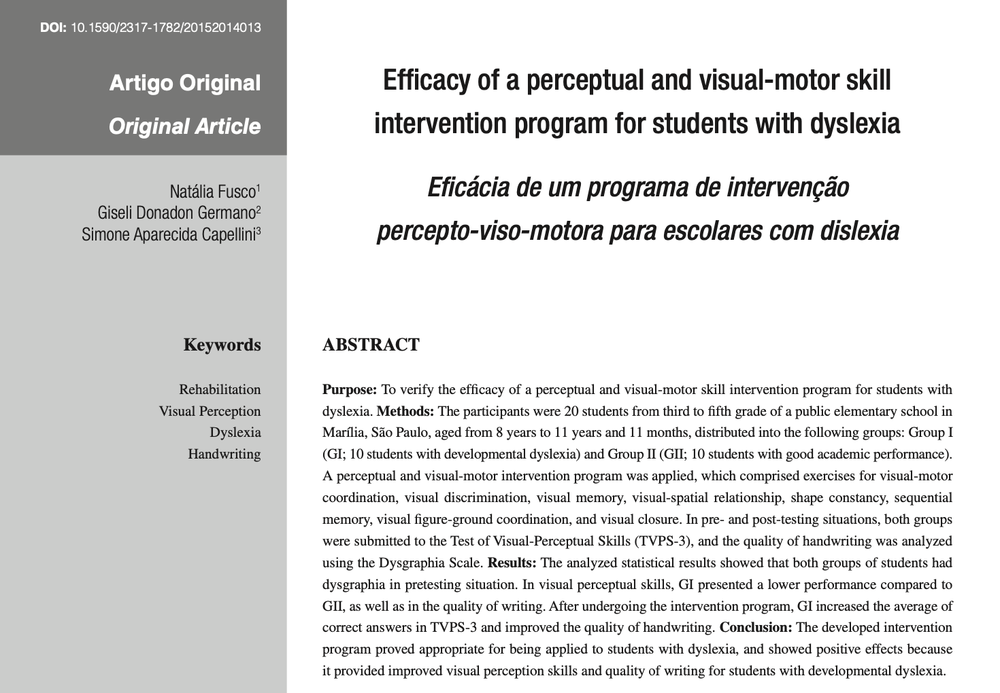 DOI: 10.1590/2317-1782/20152014013
Artigo Original
Original Article
Natália Fusco1
Giseli Donadon Germano2
Simone Aparecida Capellini3
Efficacy of a perceptual and visual-motor skill
intervention program for students with dyslexia
Eficácia de um programa de intervenção
percepto-viso-motora para escolares com dislexia
Keywords
Rehabilitation
Visual Perception
Dyslexia
Handwriting
ABSTRACT
Purpose: To verify the efficacy of a perceptual and visual-motor skill intervention program for students with
dyslexia. Methods: The participants were 20 students from third to fifth grade of a public elementary school in
Marília, São Paulo, aged from 8 years to 11 years and 11 months, distributed into the following groups: Group I
(GI; 10 students with developmental dyslexia) and Group II (GII; 10 students with good academic performance).
A perceptual and visual-motor intervention program was applied, which comprised exercises for visual-motor
coordination, visual discrimination, visual memory, visual-spatial relationship, shape constancy, sequential
memory, visual figure-ground coordination, and visual closure. In pre- and post-testing situations, both groups
were submitted to the Test of Visual-Perceptual Skills (TVPS-3), and the quality of handwriting was analyzed
using the Dysgraphia Scale. Results: The analyzed statistical results showed that both groups of students had
dysgraphia in pretesting situation. In visual perceptual skills, GI presented a lower performance compared to
GII, as well as in the quality of writing. After undergoing the intervention program, GI increased the average of
correct answers in TVPS-3 and improved the quality of handwriting. Conclusion: The developed intervention
program proved appropriate for being applied to students with dyslexia, and showed positive effects because
it provided improved visual perception skills and quality of writing for students with developmental dyslexia.